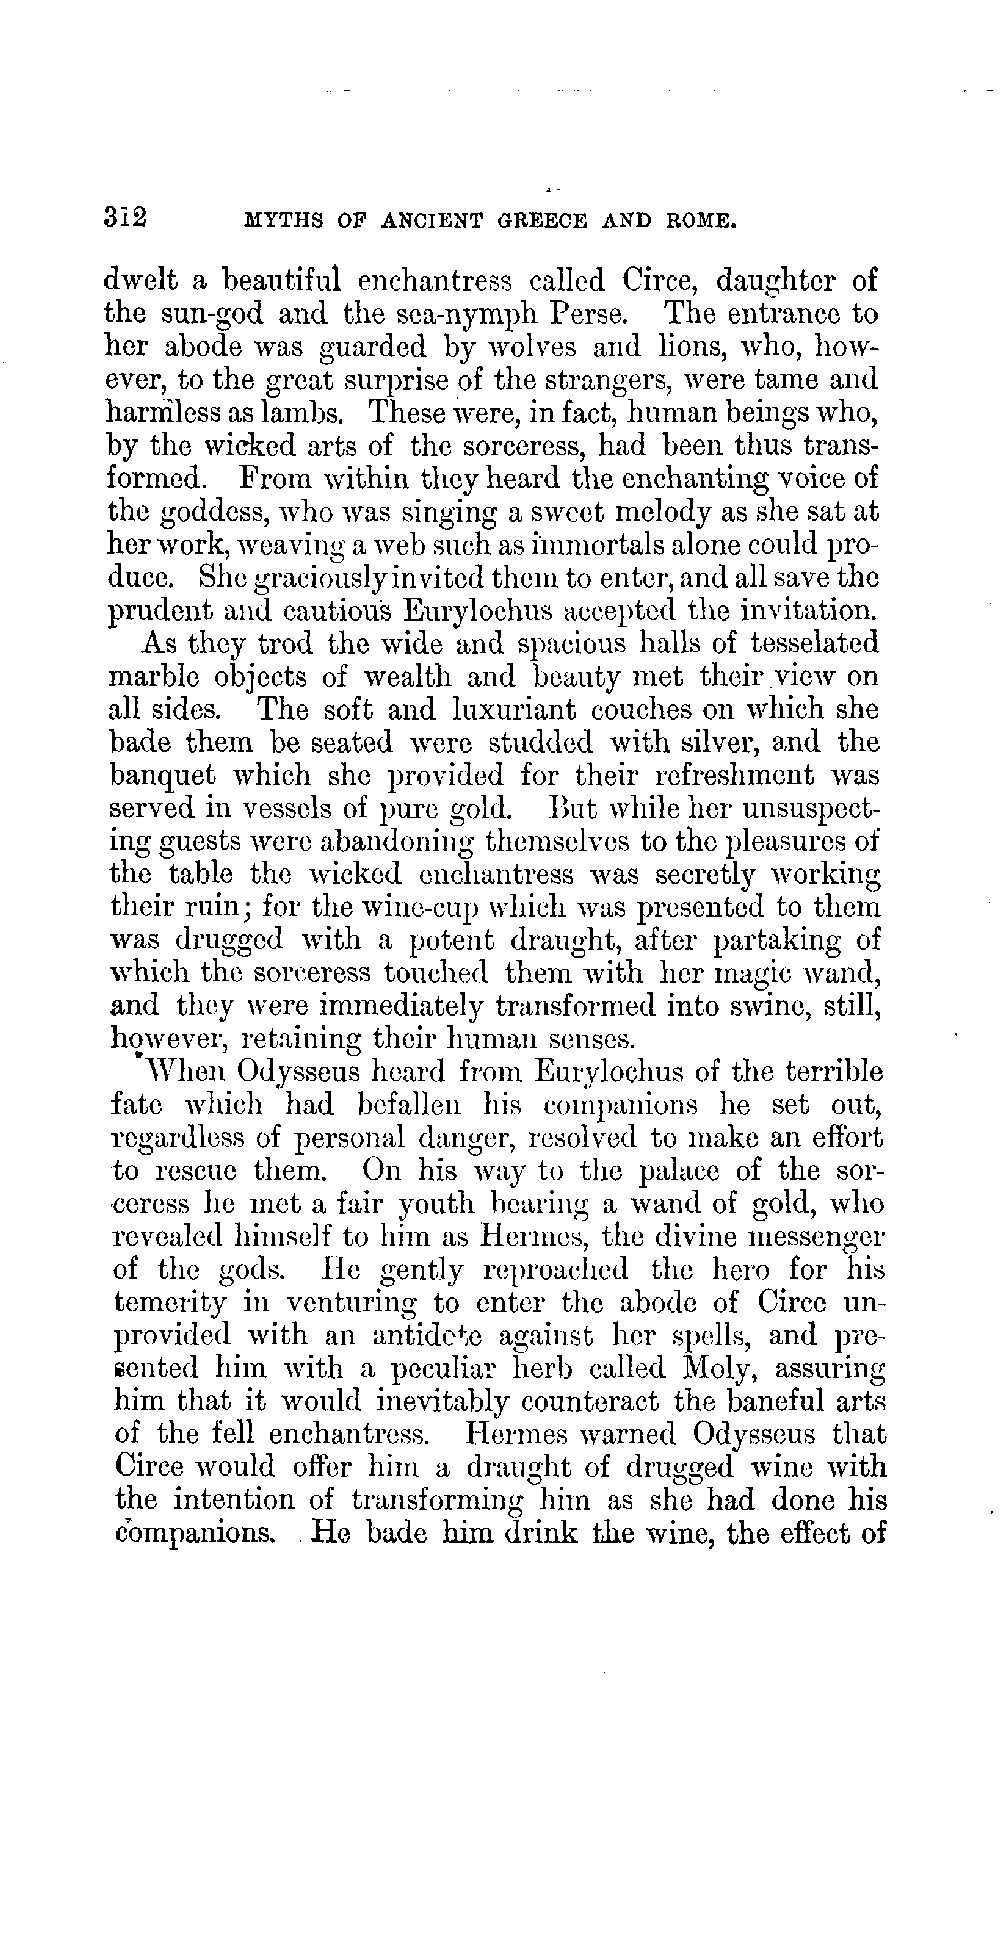 312 MYTHS OF ANCIENT GREECE AND ROME.
dwelt a beautiful enchantress called Circe, daughter of
the sun-god and the sea-nymph Perse. The entrance to
her abode was guarded by wolves and lions, who, how-
ever, to the great surprise of the strangers, were tame and
harmless as lambs. These were, in fact, human beings who,
by the wicked arts of the sorceress, had been thus trans-
formed. From within they heard the enchanting voice of
the goddess, who was singing a sweet melody as she sat at
her work, weaving a web such as immortals alone could pro-
duce. She graciously invited them to enter, and all save the
prudent and cautious Eurylochus accepted the invitation.
As they trod the wide and spacious halls of tesselated
marble objects of wealth and beauty met their view on
all sides. The soft and luxuriant couches on which she
bade them be seated were studded with silver, and the
banquet which she provided for their refreshment was
served in vessels of pure gold. But while her unsuspect-
ing guests were abandoning themselves to the pleasures of
the table the wicked enchantress was secretly working
their ruin; for the wine-cup which was presented to them
was drugged with a potent draught, after partaking of
which the sorceress touched them with her magic wand,
and they were immediately transformed into swine, still,
however, retaining their human senses.
When Odysseus heard from Eurylochus of the terrible
fate which had befallen his companions he set out,
regardless of personal danger, resolved to make an effort
to rescue them. On his way to the palace of the sor-
ceress he met a fair youth bearing a wand of gold, who
revealed himself to him as Hermes, the divine messenger
of the gods. He gently reproached the hero for his
temerity in venturing to enter the abode of Circe un-
provided with an antidote against her spells, and pre-
sented him with a peculiar herb called Moly, assuring
him that it would inevitably counteract the baneful arts
of the fell enchantress. Hermes warned Odysseus that
Circe would offer him a draught of drugged wine with
the intention of transforming him as she had done his
companions. He bade him drink the wine, the effect of